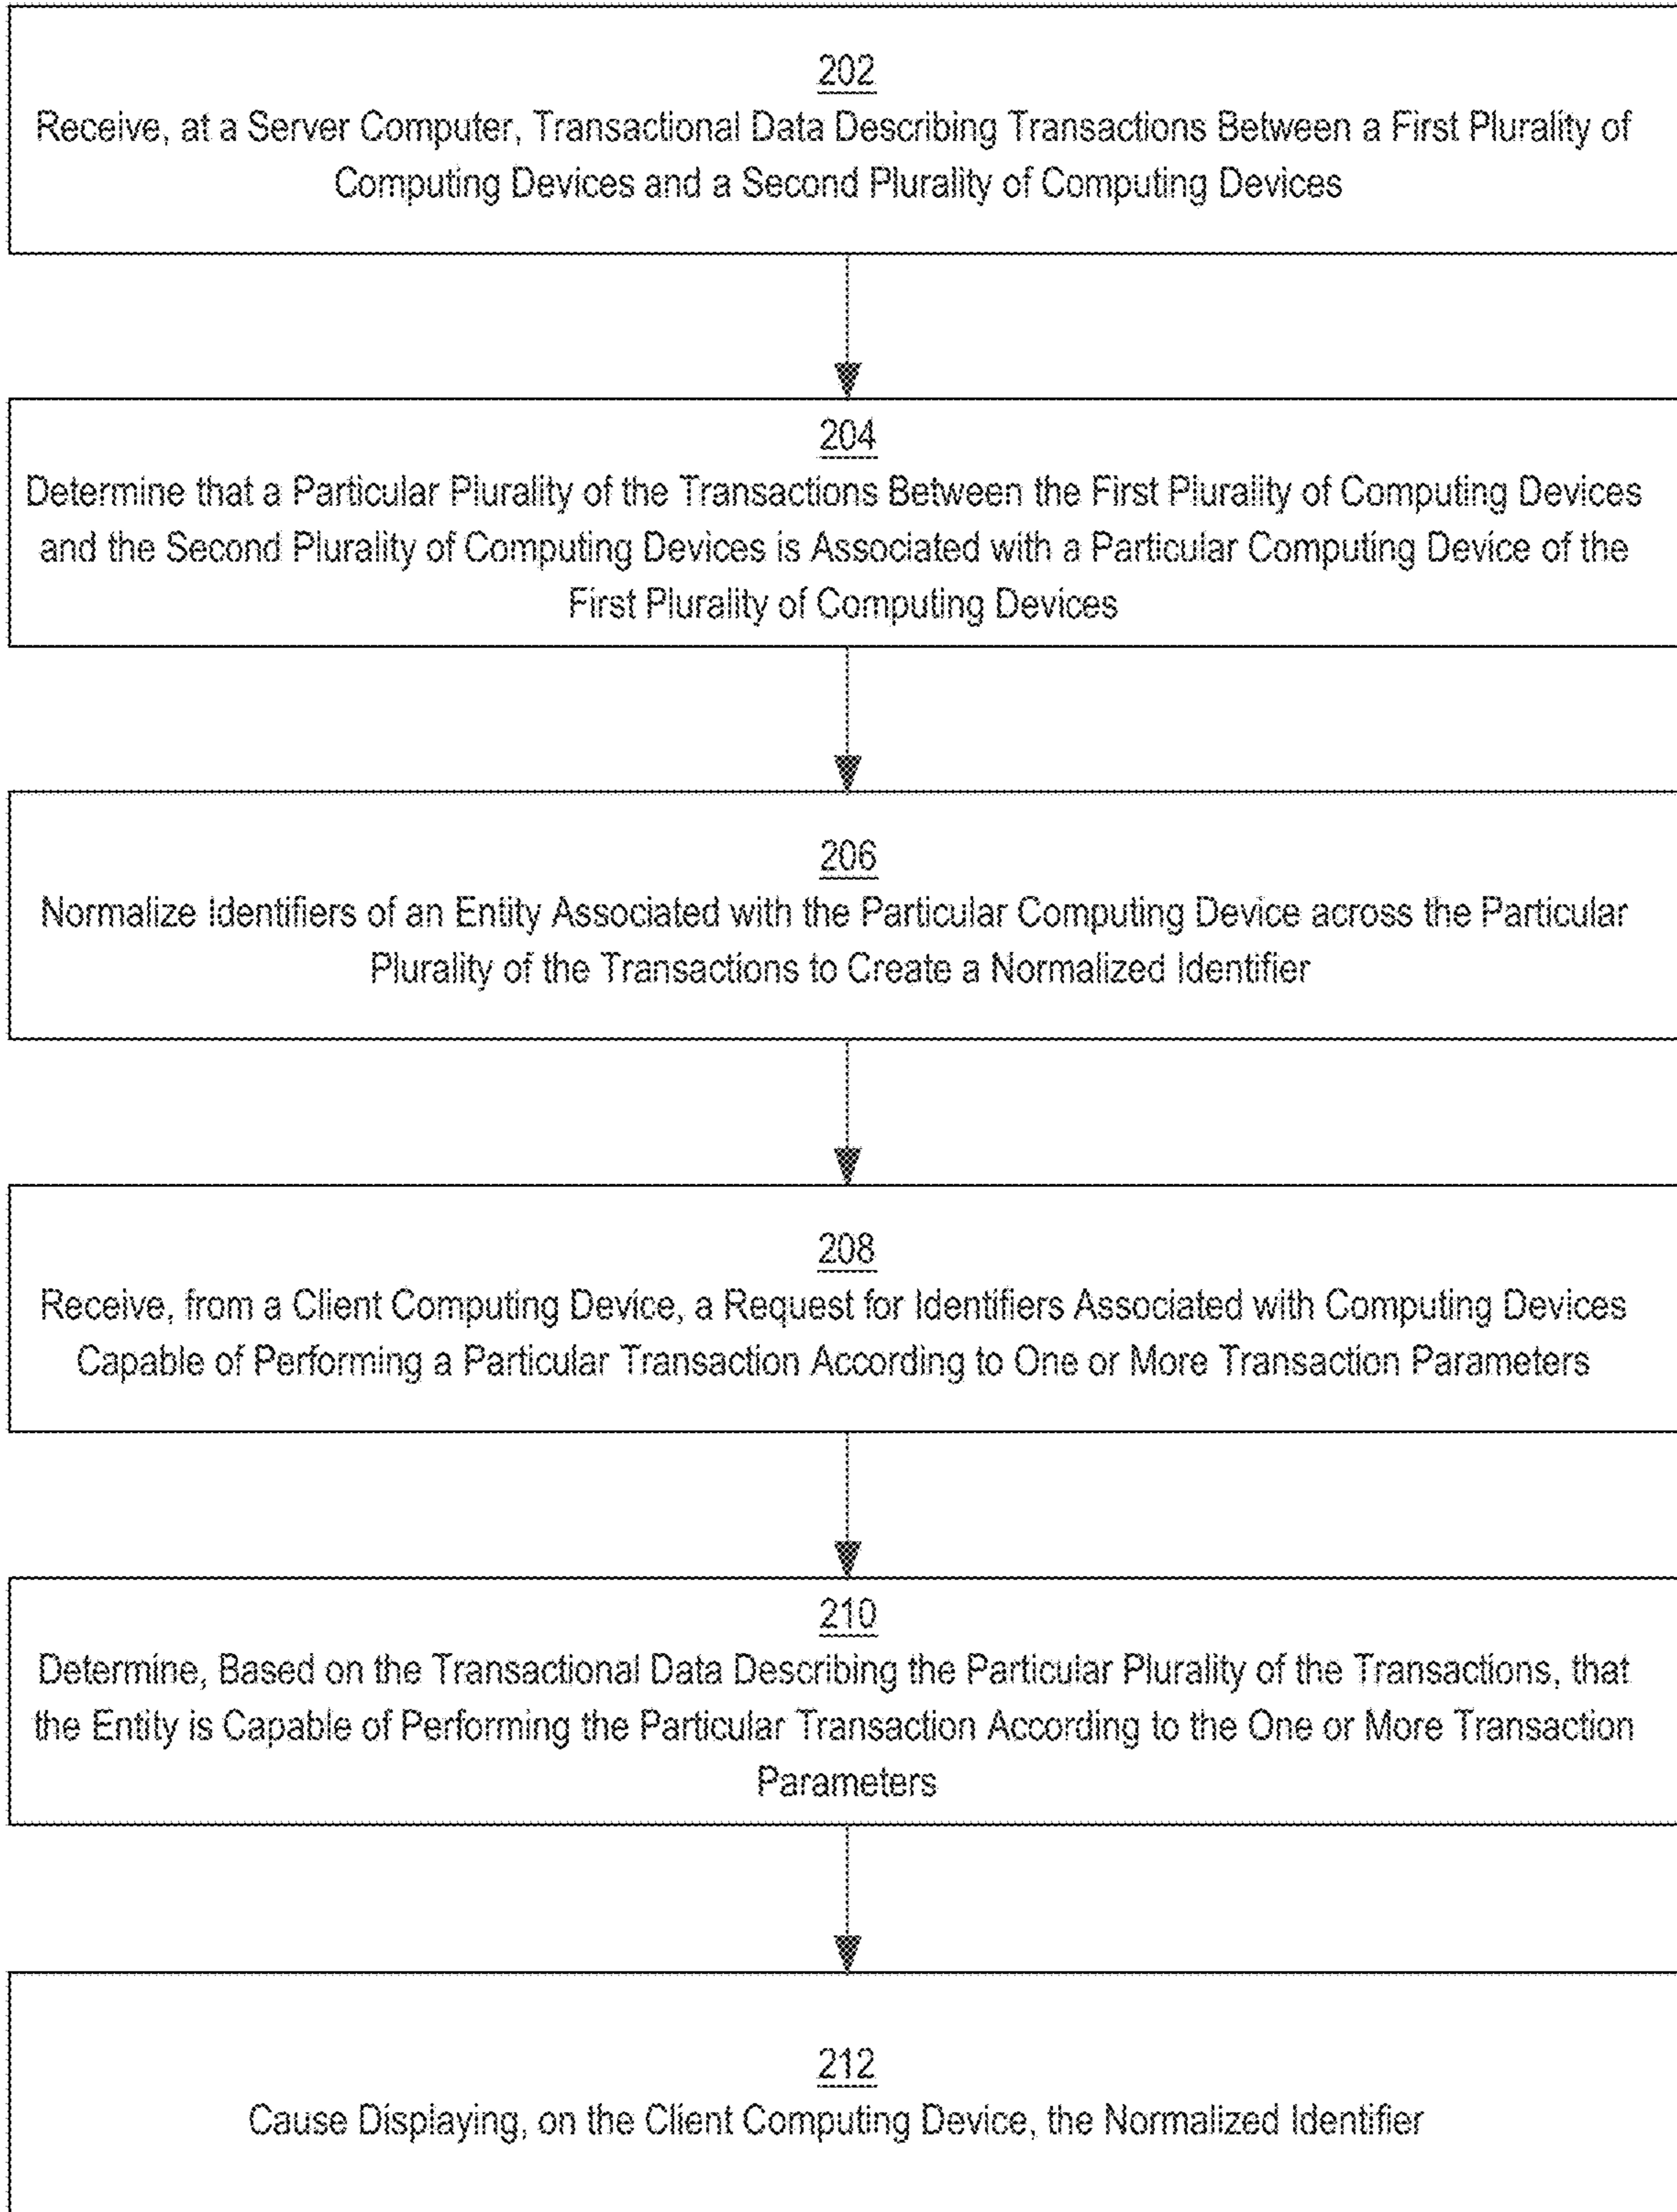 202
Receive, at a Server Computer, Transactional Data Describing Transactions Between a First Plurality of
Computing Devices and a Second Plurality of Computing Devices
204
Determine that a Particular Plurality of the Transactions Between the First Plurality of Computing Devices
and the Second Plurality of Computing Devices is Associated with a Particular Computing Device of the
First Plurality of Computing Devices
206
Normalize Identifiers of an Entity Associated with the Particular Computing Device across the Particular
Plurality of the Transactions to Create a Normalized Identifier
208
Receive, from a Client Computing Device, a Request for Identifiers Associated with Computing Devices
Capable of Performing a Particular Transaction According to One or More Transaction Parameters
210
Determine, Based on the Transactional Data Describing the Particular Plurality of the Transactions, that
the Entity is Capable of Performing the Particular Transaction According to the One or More Transaction
Parameters
212
Cause Displaying, on the Client Computing Device, the Normalized Identifier